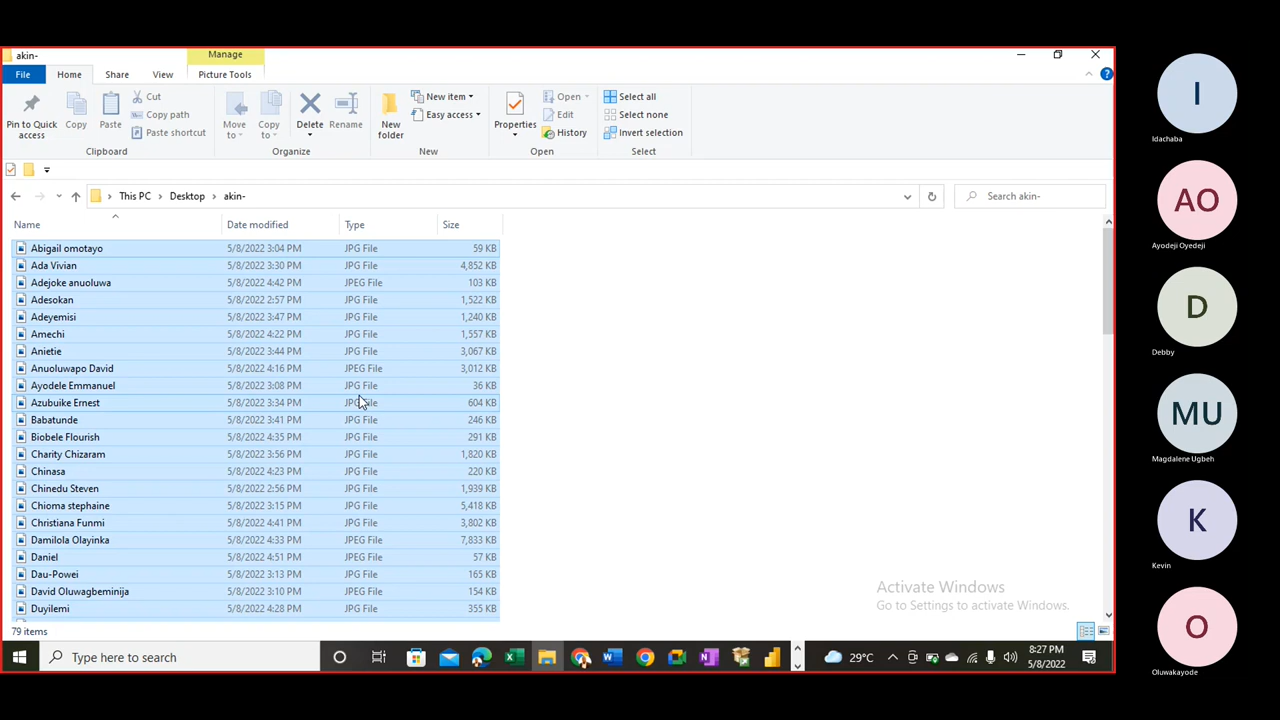 akin-
Manage
File
Home
Share
View
Picture Tools
Pin to Quick access
Copy
Paste
Cut
Copy path
Paste shortcut
Clipboard
Move to
Copy to
Delete
Rename
Organize
New folder
New item
Easy access
New
Properties
Open
Edit
History
Open
Select all
Select none
Invert selection
Select
This PC > Desktop > akin-
Search akin-
Name Date modified Type Size
Abigail omotayo 5/8/2022 3:04 PM JPG File 59 KB
Ada Vivian 5/8/2022 3:30 PM JPG File 4,852 KB
Adejoke anuoluwa 5/8/2022 4:42 PM JPEG File 103 KB
Adesokan 5/8/2022 2:57 PM JPG File 1,522 KB
Adeyemisi 5/8/2022 3:47 PM JPG File 1,240 KB
Amechi 5/8/2022 4:22 PM JPG File 1,557 KB
Anietie 5/8/2022 3:44 PM JPG File 3,067 KB
Anuoluwapo David 5/8/2022 4:16 PM JPEG File 3,012 KB
Ayodele Emmanuel 5/8/2022 3:08 PM JPG File 36 KB
Azubuike Ernest 5/8/2022 3:34 PM JPG File 604 KB
Babatunde 5/8/2022 3:41 PM JPG File 246 KB
Biobele Flourish 5/8/2022 4:35 PM JPG File 291 KB
Charity Chizaram 5/8/2022 3:56 PM JPG File 1,820 KB
Chinasa 5/8/2022 4:23 PM JPG File 220 KB
Chinedu Steven 5/8/2022 2:56 PM JPG File 1,939 KB
Chioma stephaine 5/8/2022 3:15 PM JPG File 5,418 KB
Christiana Funmi 5/8/2022 4:41 PM JPG File 3,802 KB
Damilola Olayinka 5/8/2022 4:33 PM JPEG File 7,833 KB
Daniel 5/8/2022 4:51 PM JPEG File 57 KB
Dau-Powei 5/8/2022 3:13 PM JPG File 165 KB
David Oluwagbeminija 5/8/2022 3:10 PM JPEG File 154 KB
Duyilemi 5/8/2022 4:28 PM JPG File 355 KB
Activate Windows
Go to Settings to activate Windows.
79 items
Type here to search
29°C
8:27 PM
5/8/2022
I
Idachaba
AO
Ayodeji Oyedeji
D
Debby
MU
Magdalene Ugbeh
K
Kevin
O
Oluwakayode